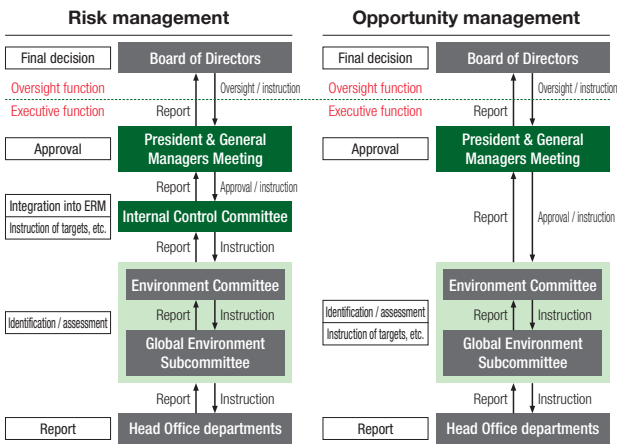 Risk management
Final decision
Board of Directors
Oversight function
Oversight / instruction
Executive function
Report
Approval
President & General
Managers Meeting
Report
Approval / instruction
Integration into ERM
Instruction of targets, etc.
Internal Control Committee
Report
Instruction
Environment Committee
Identification / assessment
Report
Instruction
Global Environment
Subcommittee
Report
Instruction
Report
Head Office departments
Opportunity management
Final decision
Board of Directors
Oversight function
Oversight / instruction
Executive function
Report
Approval
President & General
Managers Meeting
Report
Approval / instruction
Environment Committee
Identification / assessment
Instruction of targets, etc.
Report
Instruction
Global Environment
Subcommittee
Report
Instruction
Report
Head Office departments